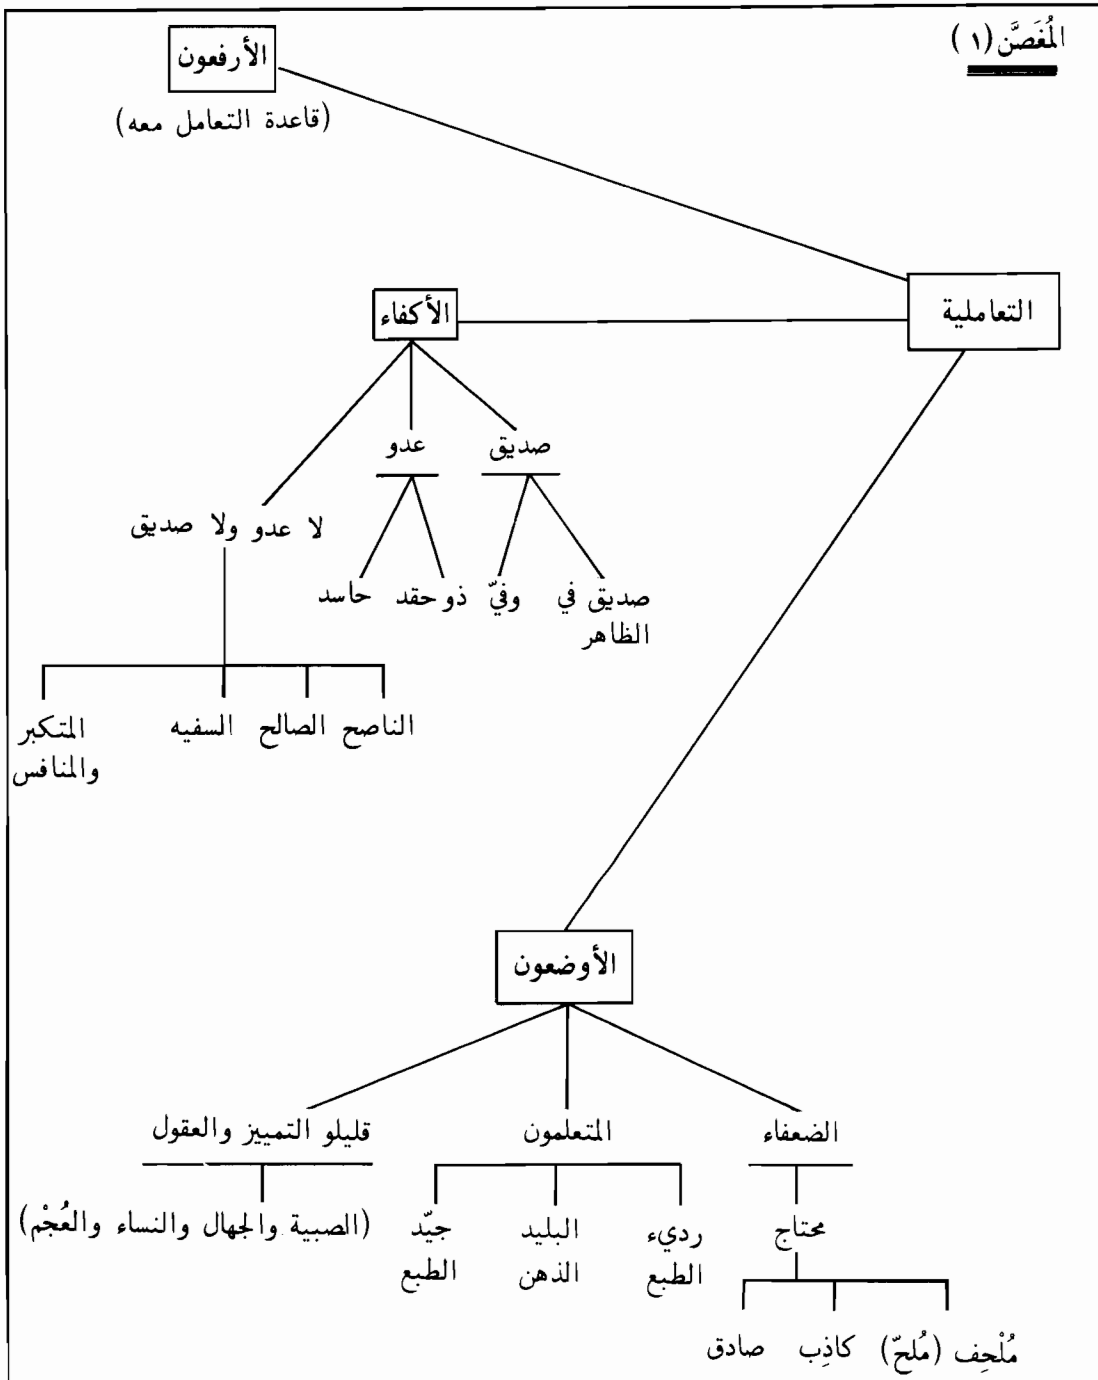 المُغَصَّن (١)
الأرفعون
(قاعدة التعامل معه)
التعاملية
الأكفاء
صديق
عدو
لا عدو ولا صديق
صديق في
الظاهر
وفيّ
ذو حقد
حاسد
الناصح
الصالح
السفيه
المتكبر
والمنافس
الأوضعون
الضعفاء
المتعلمون
قليلو التمييز والعقول
محتاج
رديء
الطبع
البليد
الذهن
جيّد
الطبع
(الصبية والجهال والنساء والعُجْم)
مُلْحِف (مُلحّ)
كاذِب
صادق